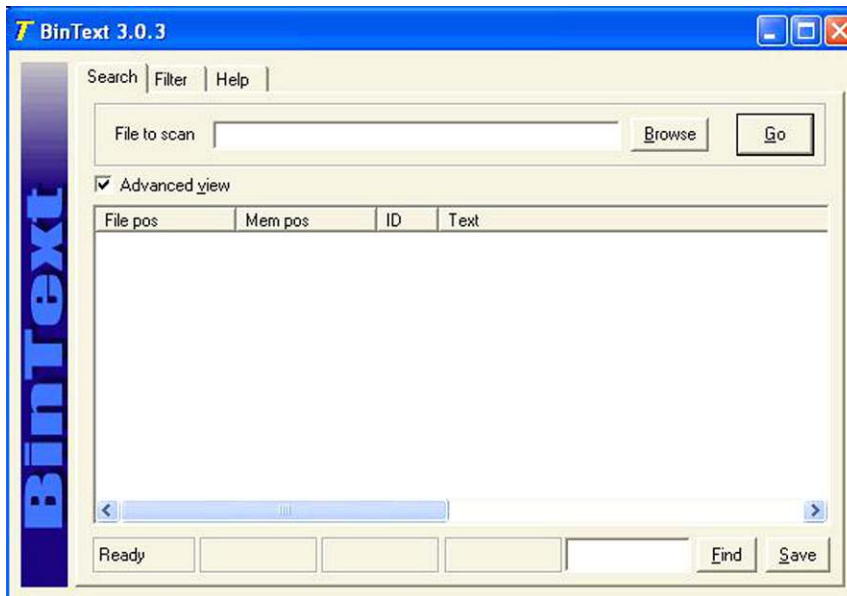 T BinText 3.0.3
Search Filter Help
File to scan Browse Go
Advanced view
File pos Mem pos ID Text
BinText
Ready Find Save